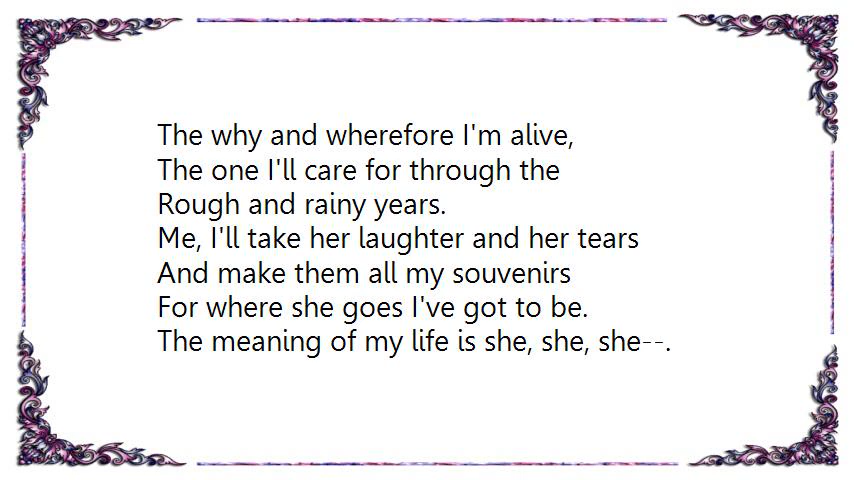 The why and wherefore I'm alive,
The one I'll care for through the
Rough and rainy years.
Me, I'll take her laughter and her tears
And make them all my souvenirs
For where she goes I've got to be.
The meaning of my life is she, she, she--.